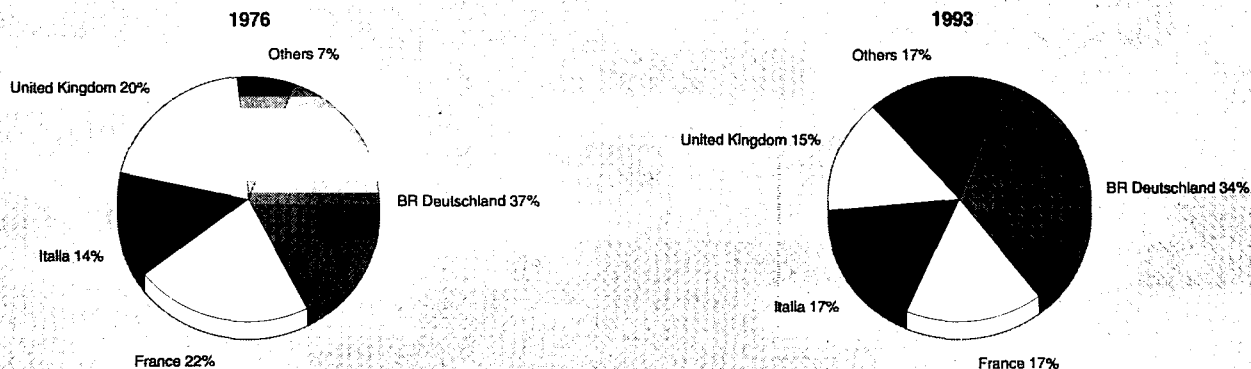 1976
Others 7%
United Kingdom 20%
BR Deutschland 37%
Italia 14%
France 22%
1993
Others 17%
United Kingdom 15%
BR Deutschland 34%
Italia 17%
France 17%